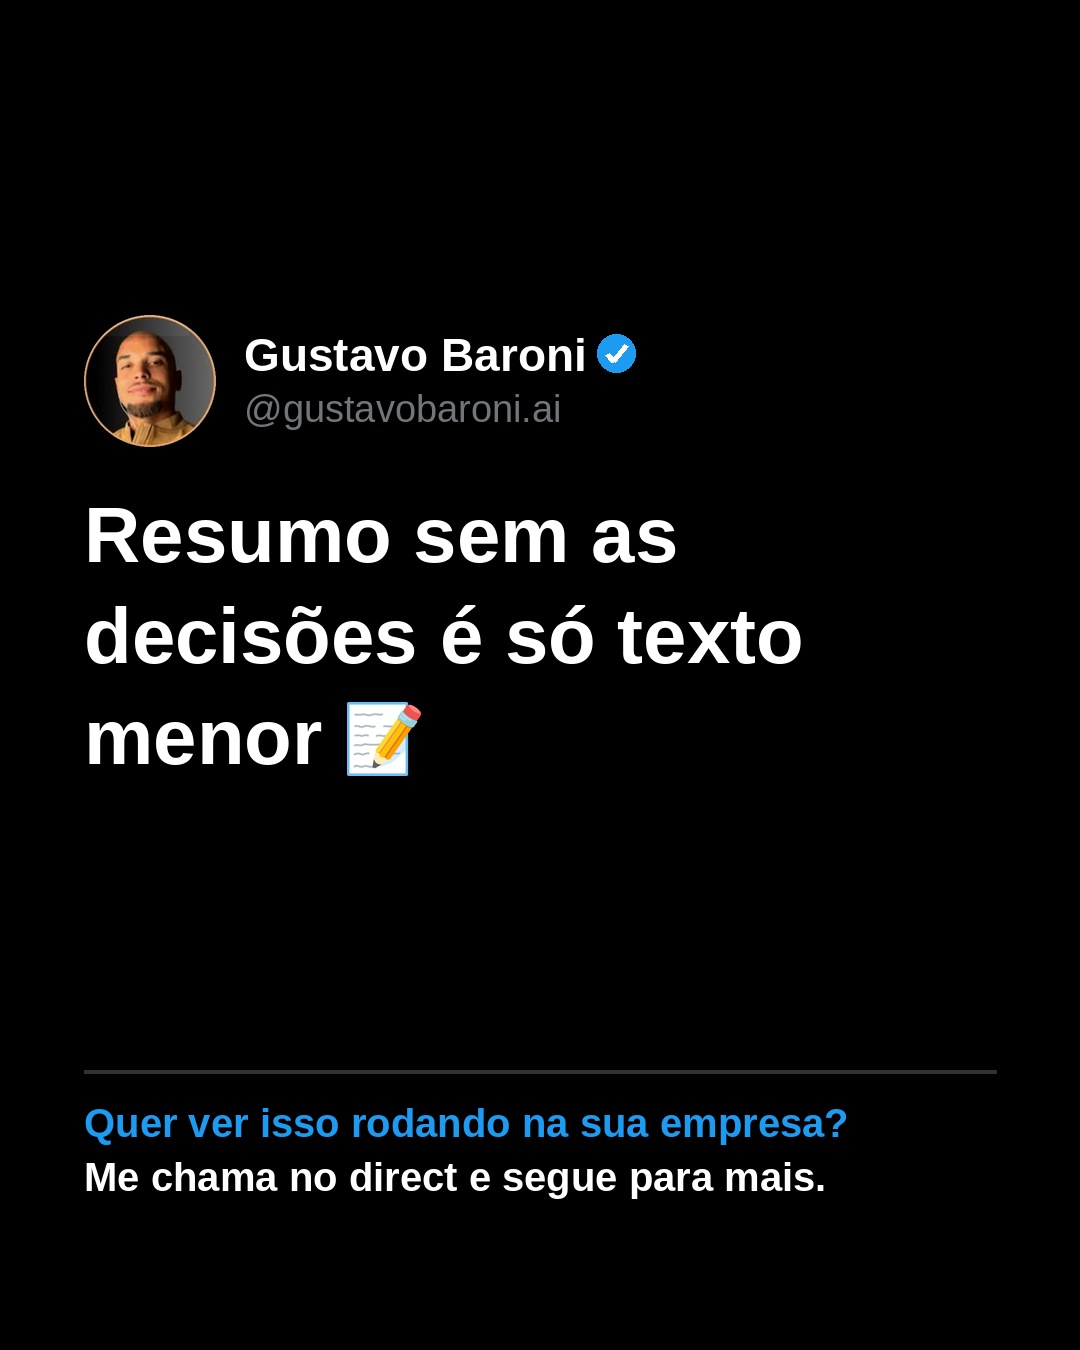 Gustavo Baroni
@gustavobaroni.ai
Resumo sem as
decisões é só texto
menor 📝
Quer ver isso rodando na sua empresa?
Me chama no direct e segue para mais.